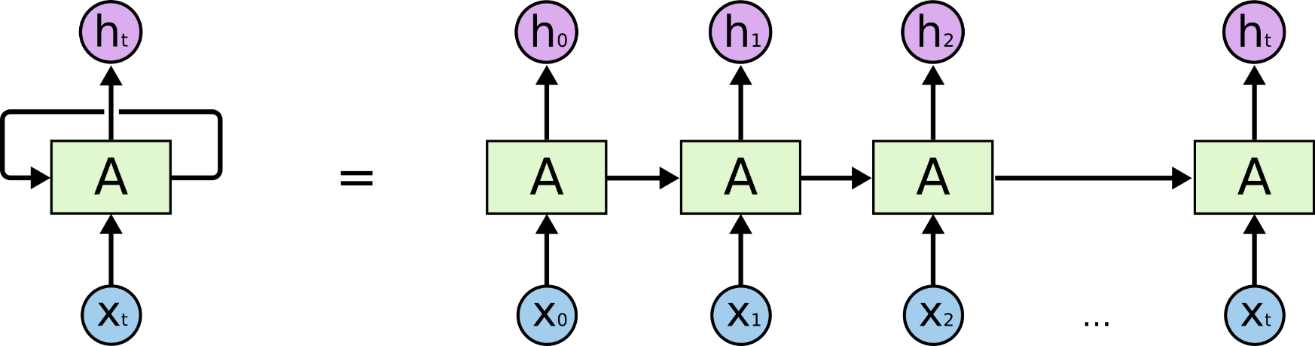 hₜ h₀ h₁ h₂ hₜ
A = A A A A
xₜ x₀ x₁ x₂ ... xₜ